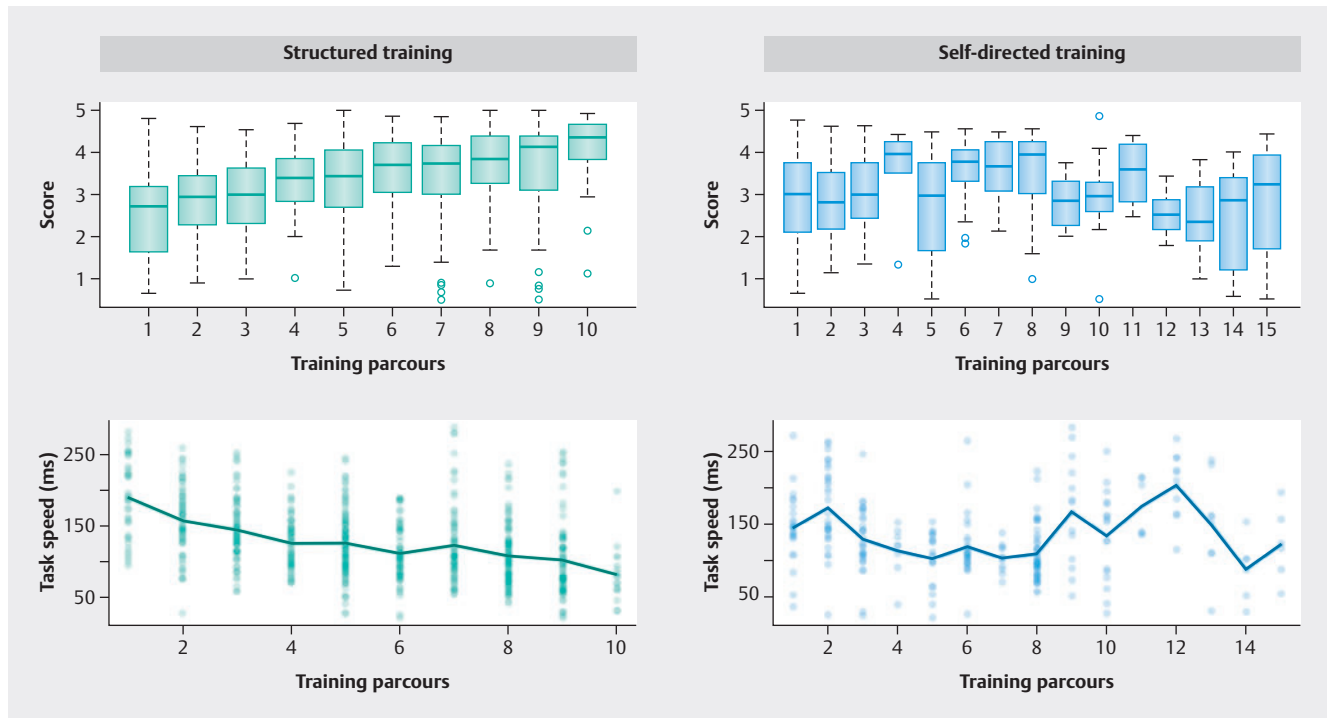 Structured training
Self-directed training
Score
5
4
3
2
1
1 2 3 4 5 6 7 8 9 10
Training parcours
Score
5
4
3
2
1
1 2 3 4 5 6 7 8 9 10 11 12 13 14 15
Training parcours
Task speed (ms)
250
150
50
2 4 6 8 10
Training parcours
Task speed (ms)
250
150
50
2 4 6 8 10 12 14
Training parcours